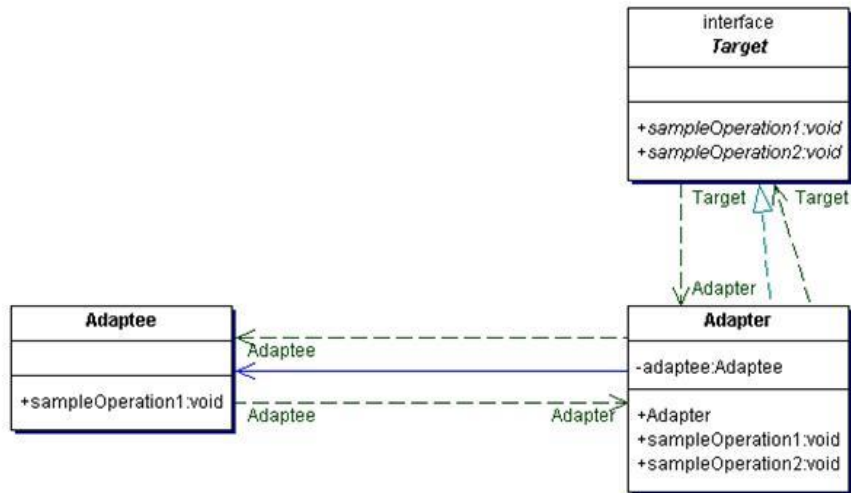 interface
Target
+sampleOperation1:void
+sampleOperation2:void
Target
Target
Adapter
Adaptee
+sampleOperation1:void
Adaptee
Adaptee
Adapter
Adapter
-adaptee:Adaptee
+Adapter
+sampleOperation1:void
+sampleOperation2:void